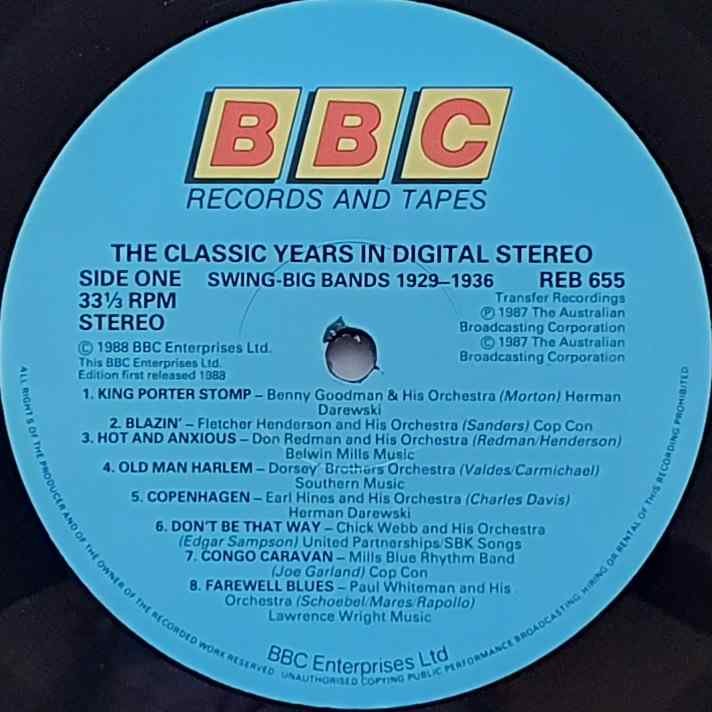 BBC
RECORDS AND TAPES
THE CLASSIC YEARS IN DIGITAL STEREO
SIDE ONE SWING-BIG BANDS 1929–1936 REB 655
33⅓ RPM
STEREO
Transfer Recordings
Ⓟ 1987 The Australian
Broadcasting Corporation
© 1987 The Australian
Broadcasting Corporation
© 1988 BBC Enterprises Ltd.
This BBC Enterprises Ltd.
Edition first released 1988
1. KING PORTER STOMP – Benny Goodman & His Orchestra (Morton) Herman
Darewski
2. BLAZIN' – Fletcher Henderson and His Orchestra (Sanders) Cop Con
3. HOT AND ANXIOUS – Don Redman and His Orchestra (Redman/Henderson)
Belwin Mills Music
4. OLD MAN HARLEM – Dorsey Brothers Orchestra (Valdes/Carmichael)
Southern Music
5. COPENHAGEN – Earl Hines and His Orchestra (Charles Davis)
Herman Darewski
6. DON'T BE THAT WAY – Chick Webb and His Orchestra
(Edgar Sampson) United Partnerships/SBK Songs
7. CONGO CARAVAN – Mills Blue Rhythm Band
(Joe Garland) Cop Con
8. FAREWELL BLUES – Paul Whiteman and His
Orchestra (Schoebel/Mares/Rapollo)
Lawrence Wright Music
BBC Enterprises Ltd
ALL RIGHTS OF THE PRODUCER AND OF THE OWNER OF THE RECORDED WORK RESERVED UNAUTHORISED COPYING PUBLIC PERFORMANCE BROADCASTING, HIRING OR RENTAL OF THIS RECORDING PROHIBITED